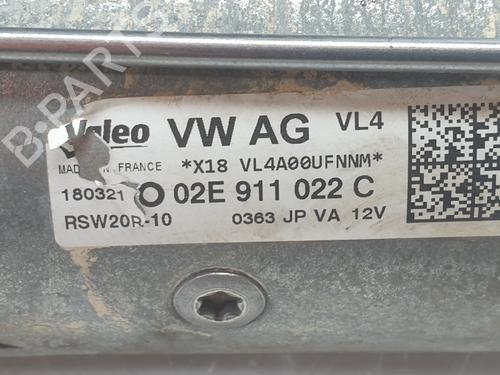 B-PARTS
Valeo VW AG VL4
MADE IN FRANCE *X18 VL4A00UFNNM*
180321 O 02E 911 022 C
RSW20R-10 0363 JP VA 12V